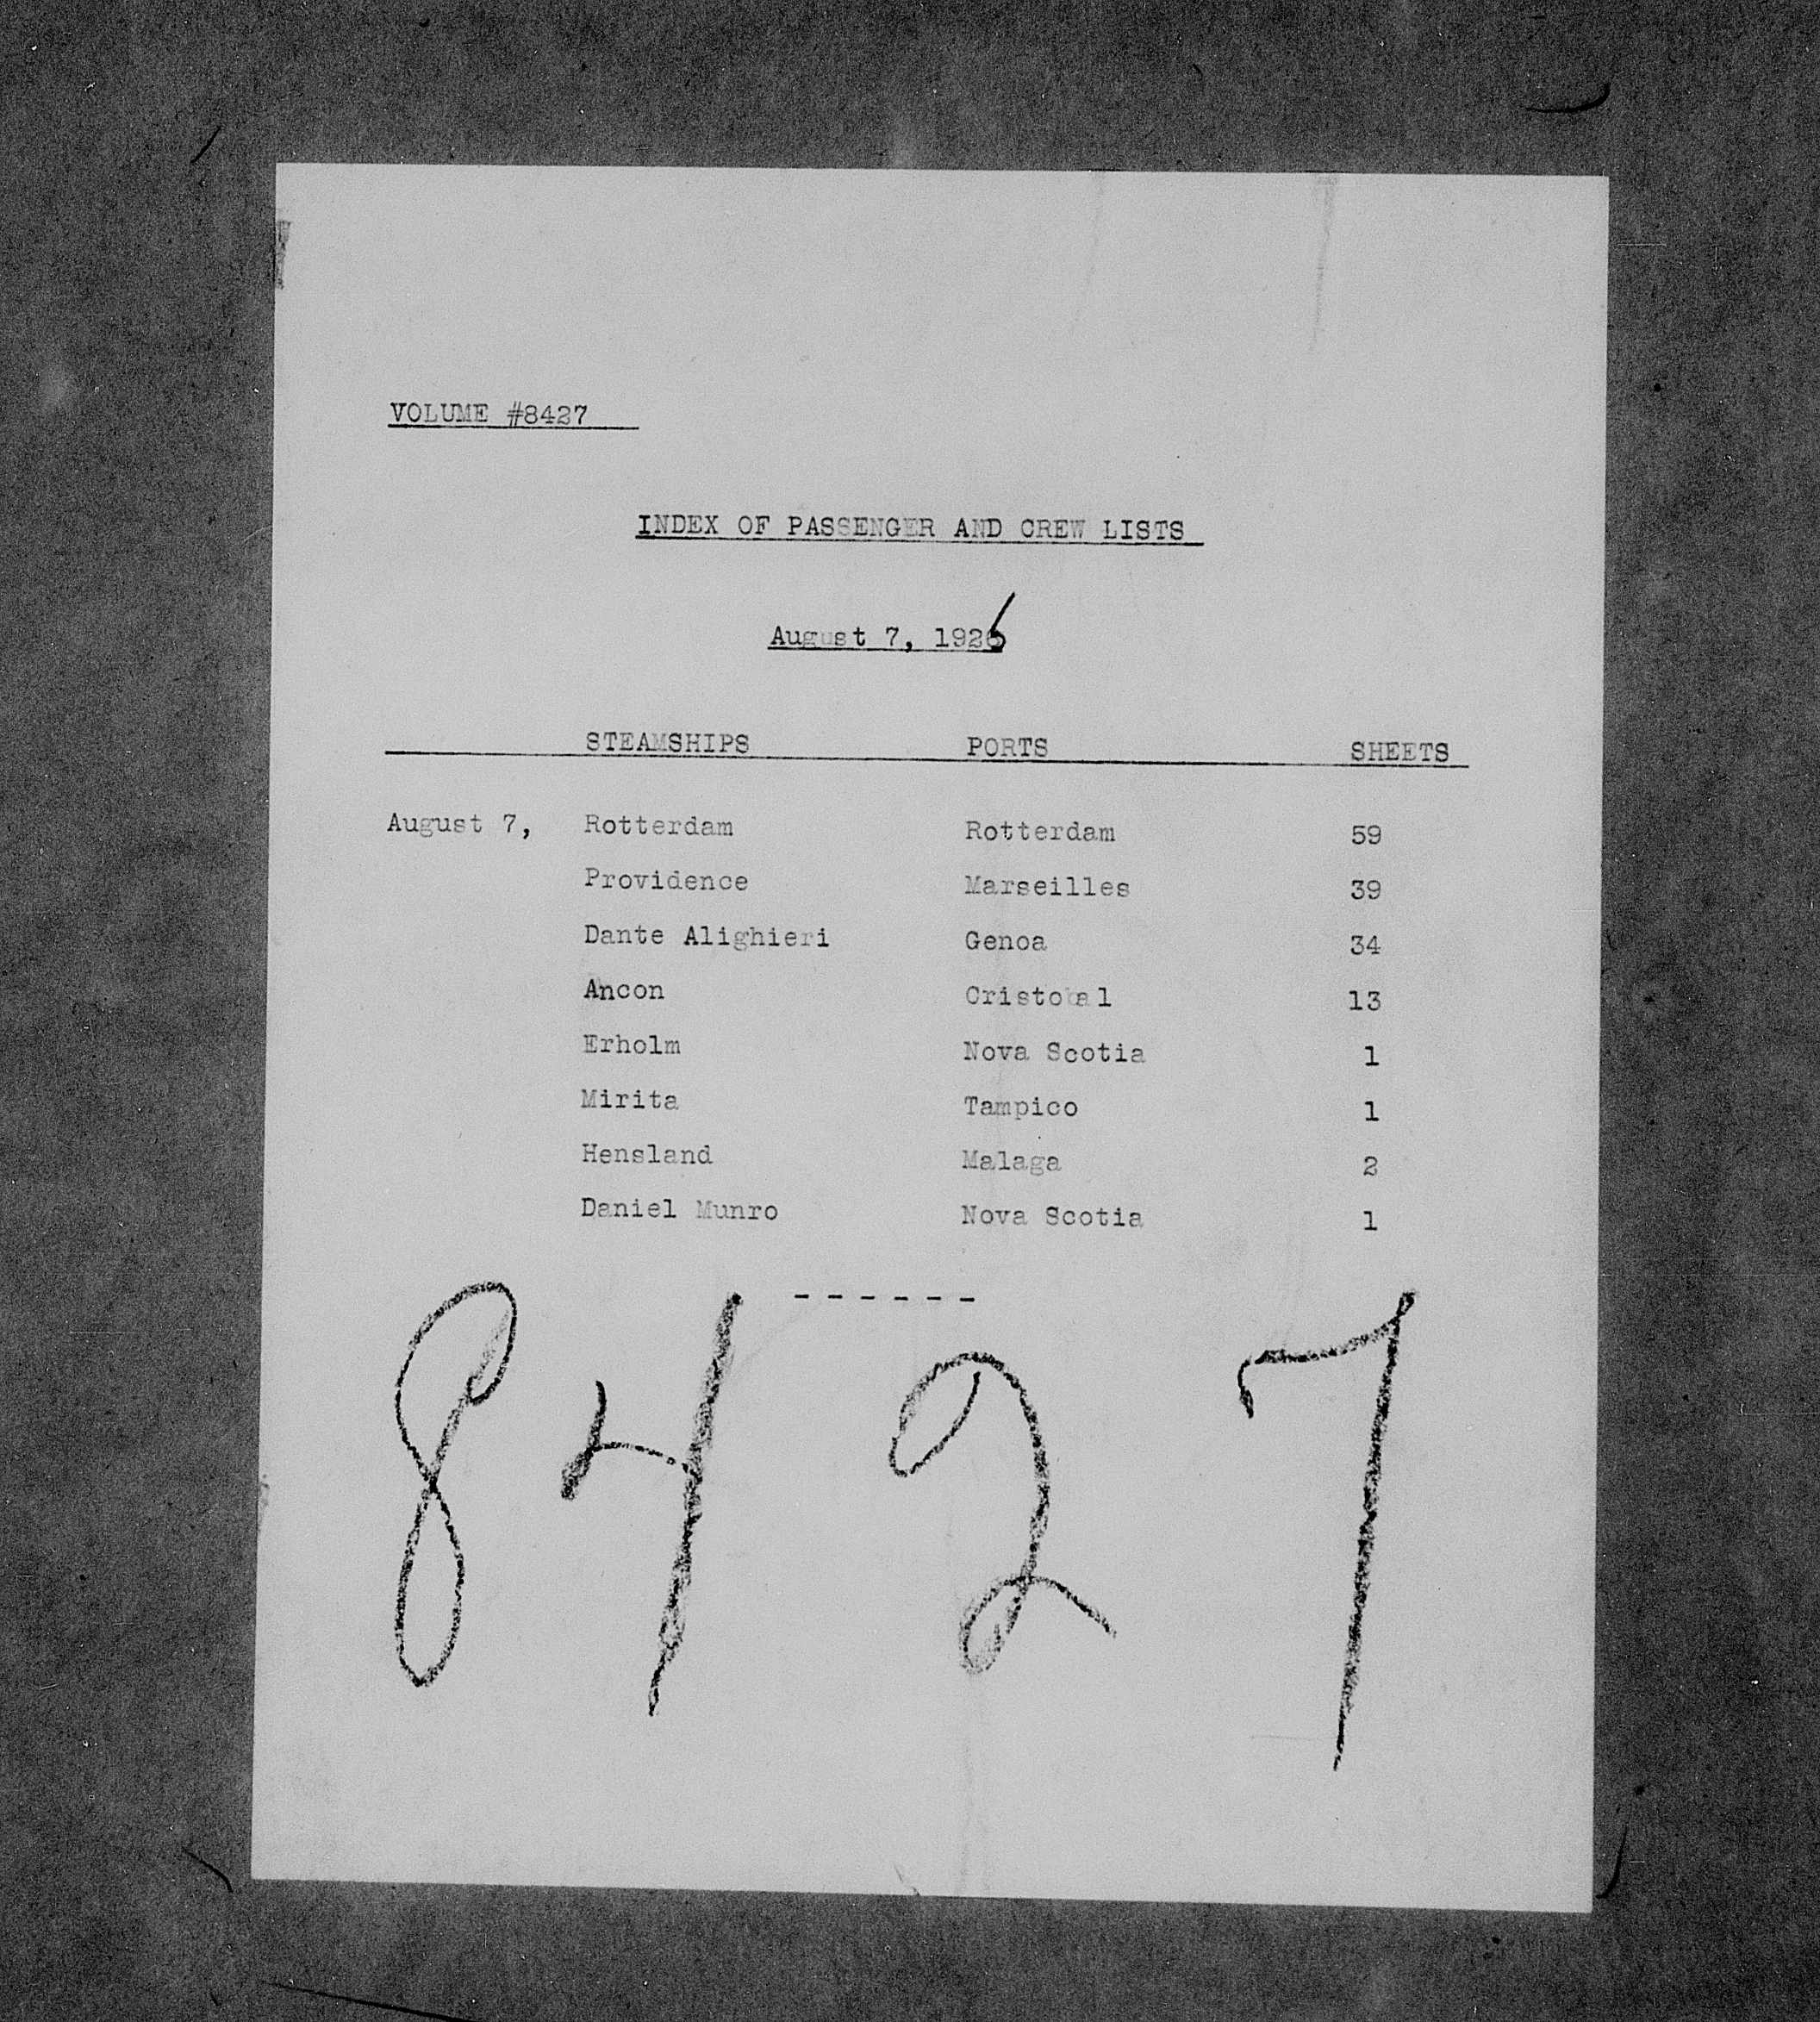 VOLUME #8427
INDEX OF PASSENGER AND CREW LISTS
August 7, 1926
STEAMSHIPS PORTS SHEETS
August 7, Rotterdam Rotterdam 59
Providence Marseilles 39
Dante Alighieri Genoa 34
Ancon Cristobal 13
Erholm Nova Scotia 1
Mirita Tampico 1
Hensland Malaga 2
Daniel Munro Nova Scotia 1
------
8427